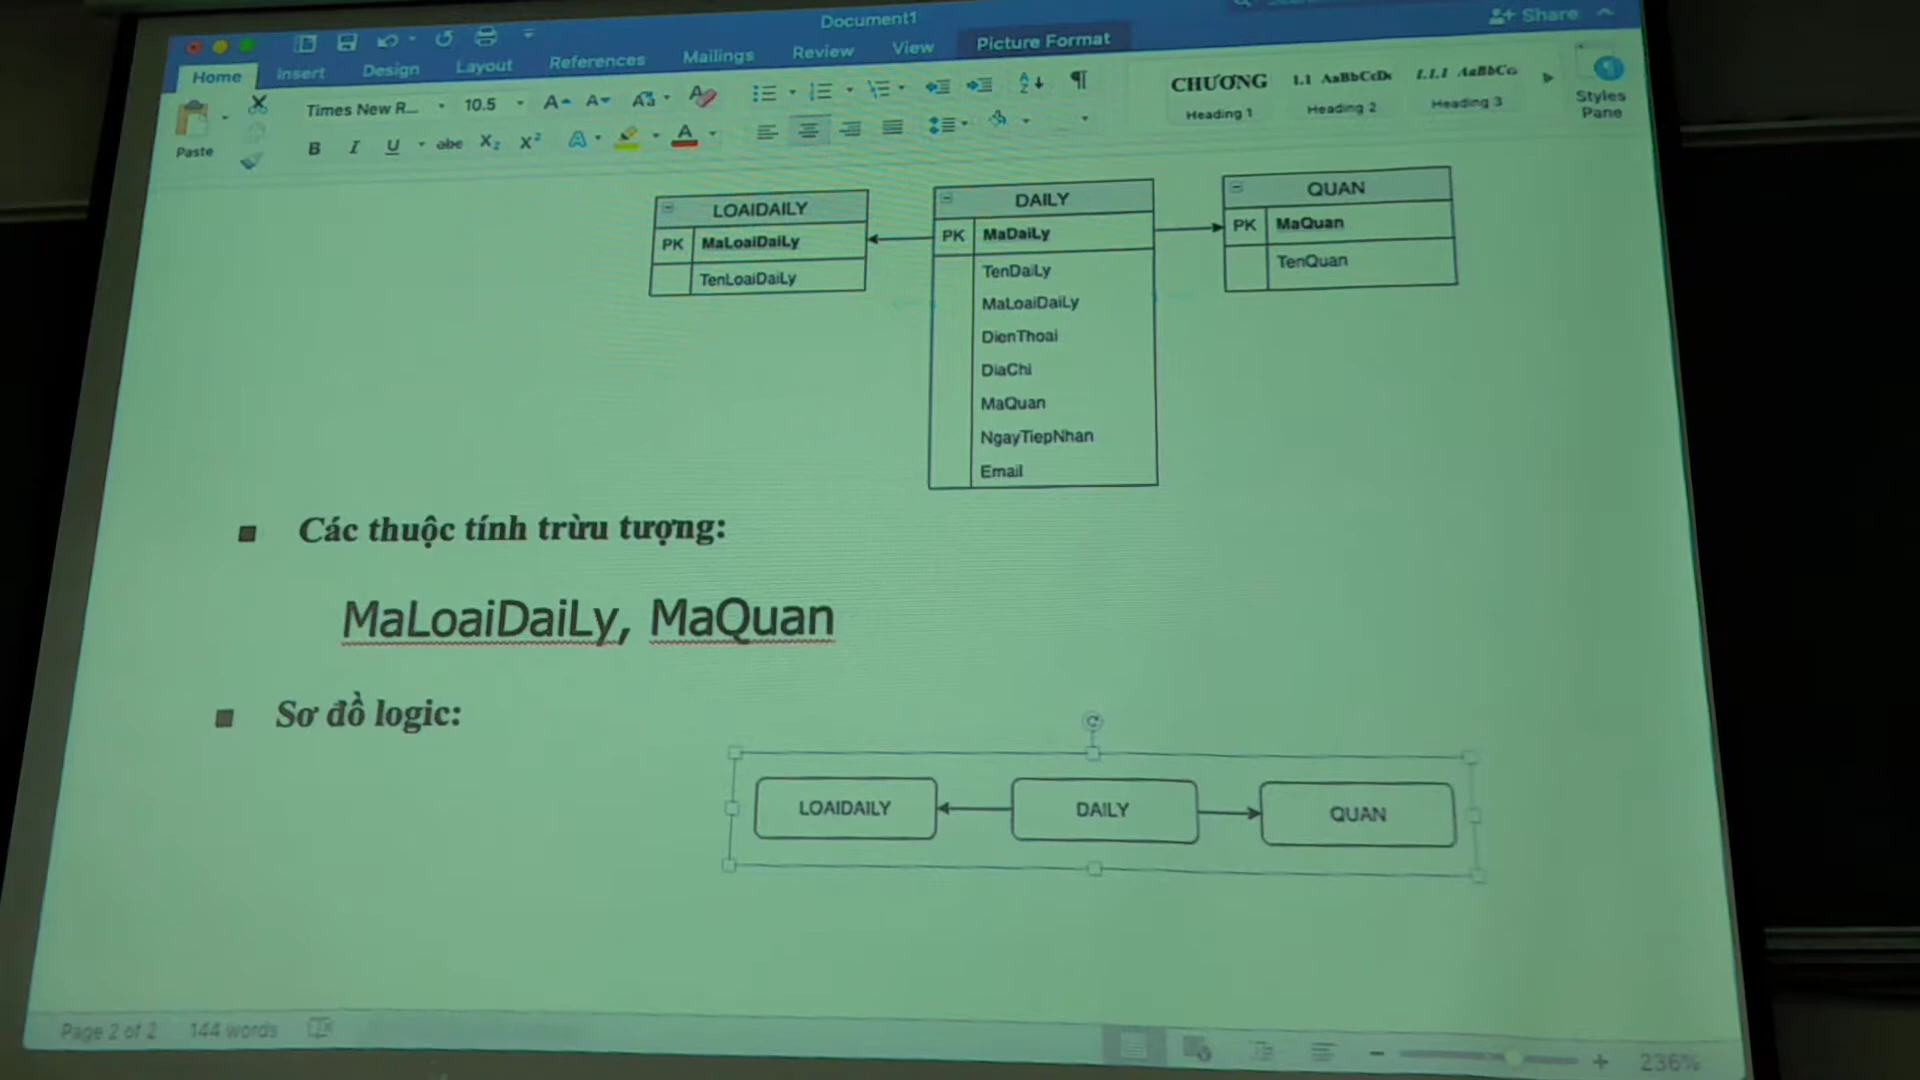 Document1
Share
Home Insert Design Layout References Mailings Review View Picture Format
Paste
Times New R... 10.5
B I U abc X₂ X² A A
CHƯƠNG
Heading 1
1.1 AaBbCcDc
Heading 2
1.1.1 AaBbCc
Heading 3
Styles Pane
LOAIDAILY
PK MaLoaiDaiLy
TenLoaiDaiLy
DAILY
PK MaDaiLy
TenDaiLy
MaLoaiDaiLy
DienThoai
DiaChi
MaQuan
NgayTiepNhan
Email
QUAN
PK MaQuan
TenQuan
Các thuộc tính trừu tượng:
MaLoaiDaiLy, MaQuan
Sơ đồ logic:
LOAIDAILY DAILY QUAN
Page 2 of 2 144 words 236%